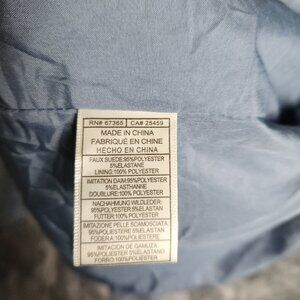 RN# 67365 CA# 25459
MADE IN CHINA
FABRIQUÉ EN CHINE
HECHO EN CHINA
FAUX SUEDE:95%POLYESTER
5%ELASTANE
LINING:100% POLYESTER
IMITATION DAIM:95%POLYESTER
5%ELASTHANNE
DOUBLURE:100% POLYESTER
NACHAHMUNG WILDLEDER:
95%POLYESTER 5%ELASTAN
FUTTER:100% POLYESTER
IMITAZIONE PELLE SCAMOSCIATA:
95%POLIESTERE 5%ELASTAN
FODERA:100%POLIESTERE
IMITACIÓN DE GAMUZA:
95%POLIÉSTER 5%ELASTANO
FORRO:100%POLIÉSTER